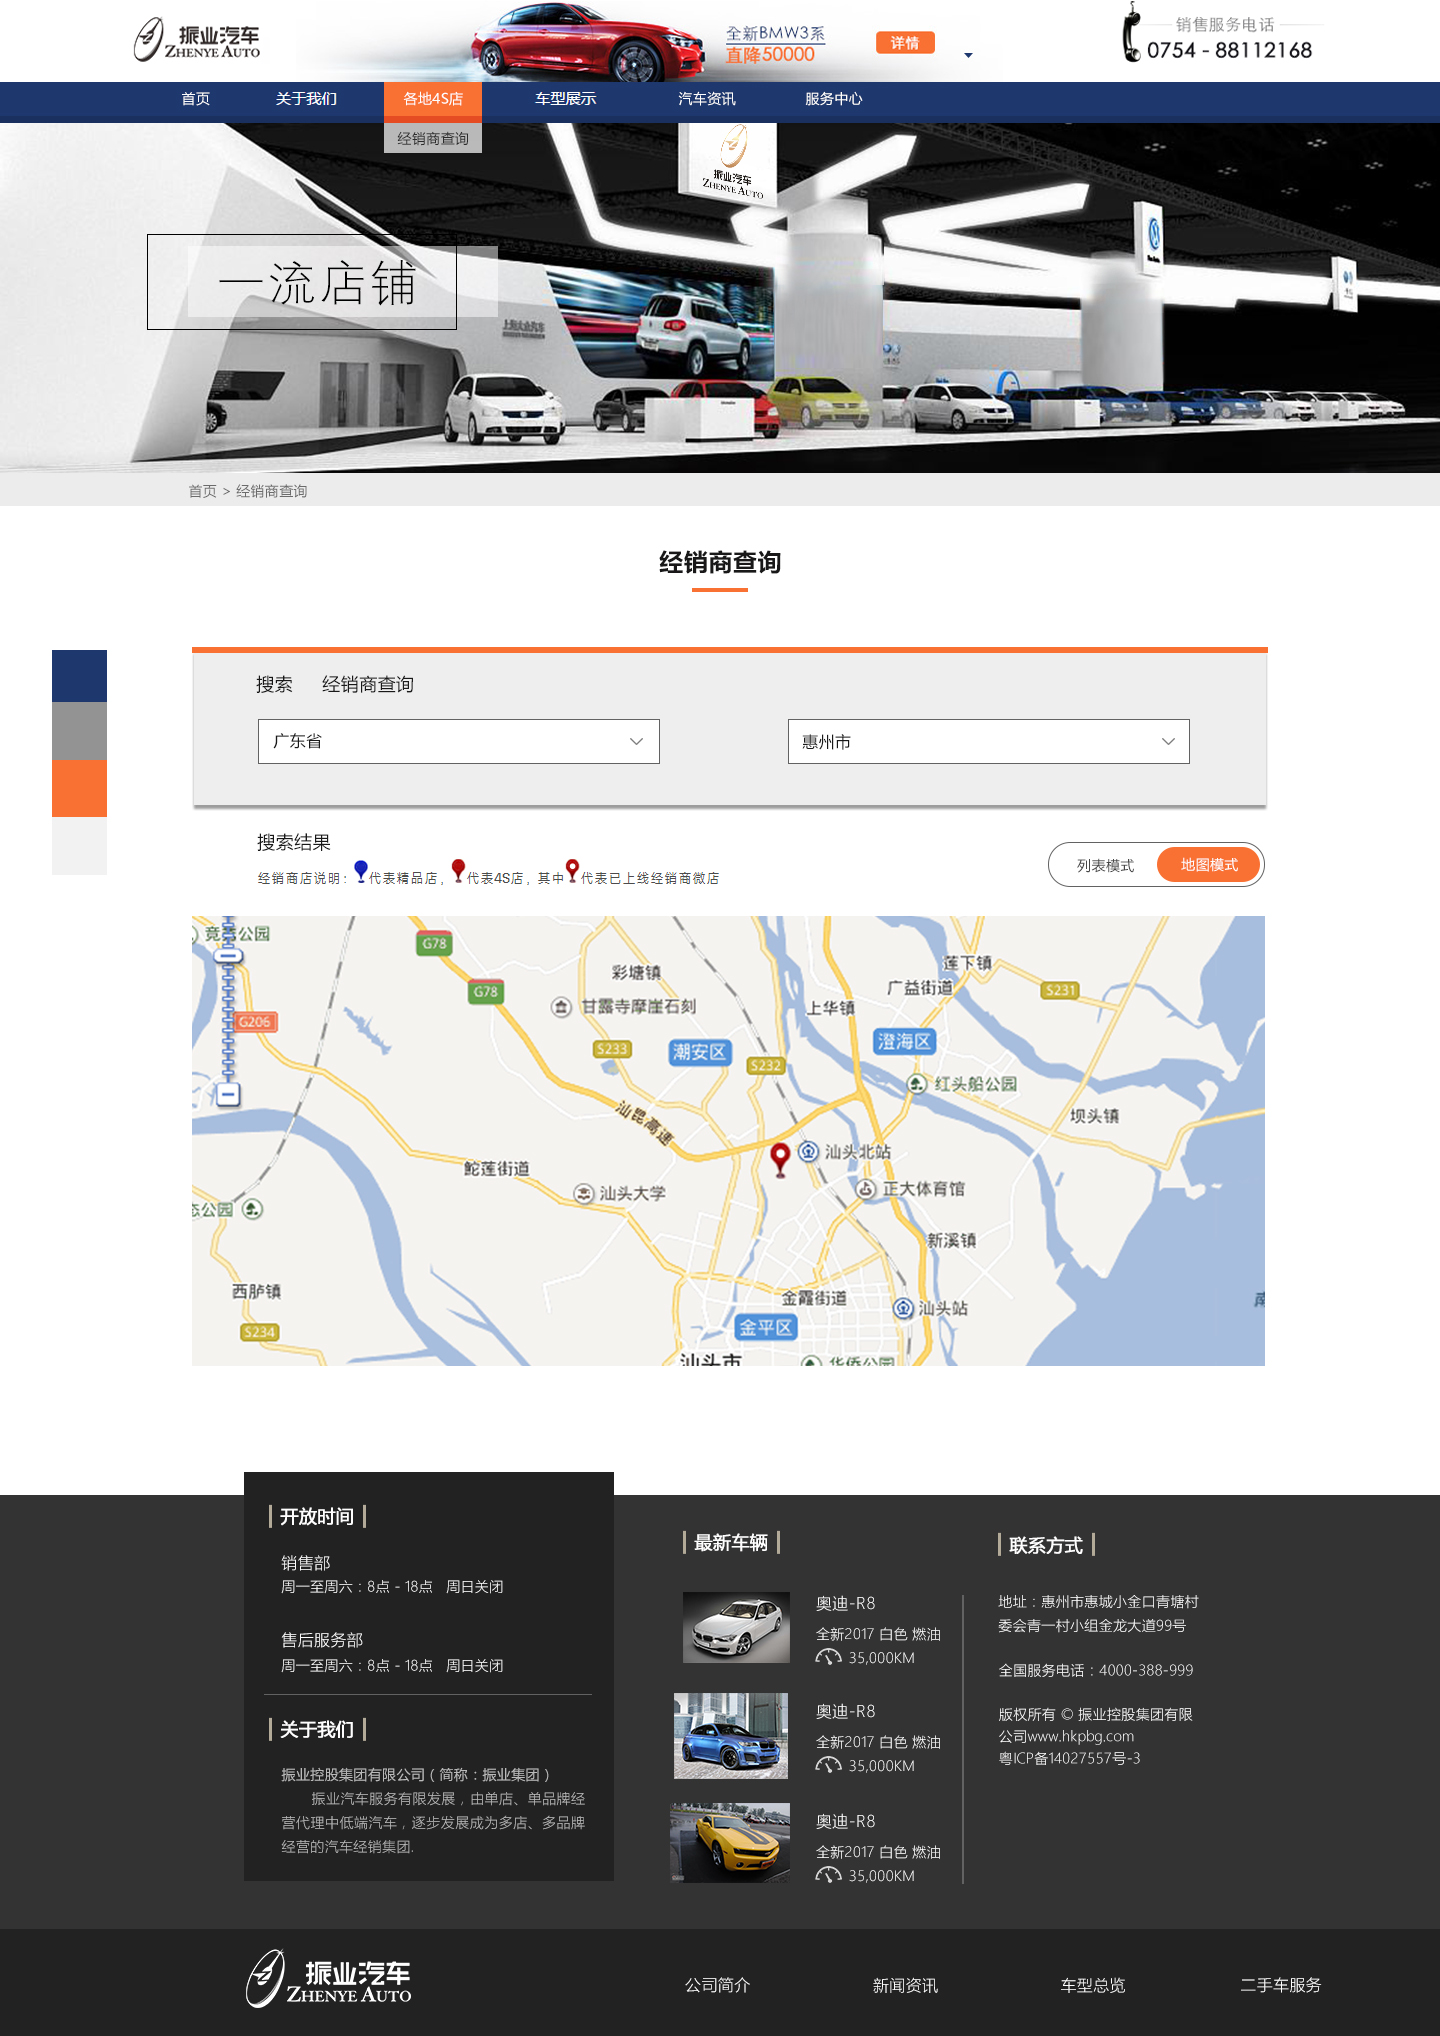 振业汽车
ZHENYE AUTO
全新BMW3系
直降50000
详情
销售服务电话
0754 - 88112168
首页
关于我们
各地4S店
车型展示
汽车资讯
服务中心
经销商查询
振业汽车
ZHENYE AUTO
一流店铺
首页 > 经销商查询
经销商查询
搜索 经销商查询
广东省
惠州市
搜索结果
经销商店说明：代表精品店，代表4S店，其中代表已上线经销商微店
列表模式
地图模式
公园
G78
彩塘镇
莲下镇
G78
甘露寺摩崖石刻
广益街道
S231
上华镇
G206
S233
潮安区
澄海区
S232
红头船公园
汕昆高速
坝头镇
汕头北站
鮀莲街道
汕头大学
正大体育馆
公园
新溪镇
西胪镇
金霞街道
汕头站
S234
金平区
汕头市
华侨公园
开放时间
销售部
周一至周六：8点 - 18点 周日关闭
售后服务部
周一至周六：8点 - 18点 周日关闭
关于我们
振业控股集团有限公司（简称：振业集团）
振业汽车服务有限发展，由单店、单品牌经
营代理中低端汽车，逐步发展成为多店、多品牌
经营的汽车经销集团.
最新车辆
奥迪-R8
全新2017 白色 燃油
35,000KM
奥迪-R8
全新2017 白色 燃油
35,000KM
奥迪-R8
全新2017 白色 燃油
35,000KM
联系方式
地址：惠州市惠城小金口青塘村
委会青一村小组金龙大道99号
全国服务电话：4000-388-999
版权所有 © 振业控股集团有限
公司www.hkpbg.com
粤ICP备14027557号-3
振业汽车
ZHENYE AUTO
公司简介
新闻资讯
车型总览
二手车服务